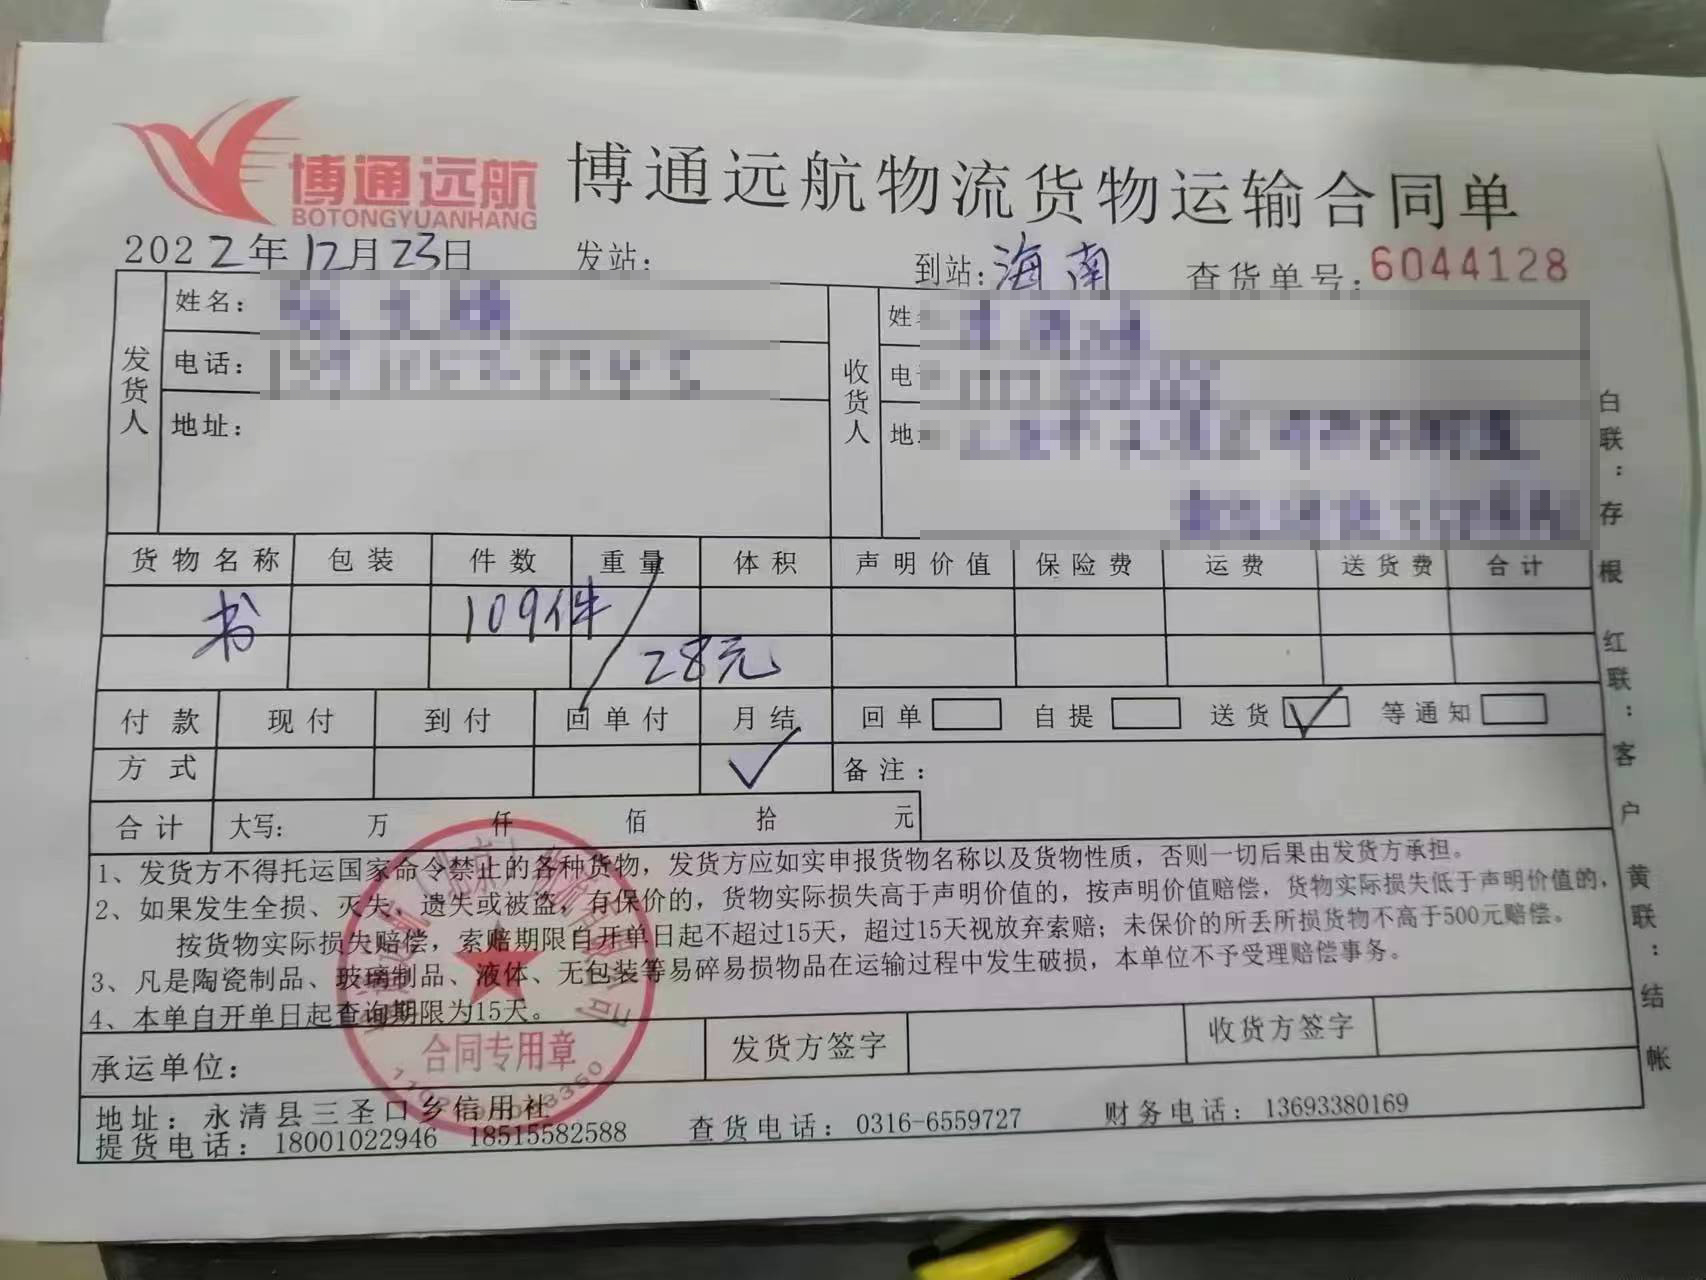 博通远航
BOTONGYUANHANG
博通远航物流货物运输合同单
2022年12月23日 发站： 到站：海南 查货单号：6044128
发货人 姓名： 收货人 姓
电话： 电
地址： 地
货物名称 包装 件数 重量 体积 声明价值 保险费 运费 送货费 合计
书 109件
28元
付款方式 现付 到付 回单付 月结 回单 自提 送货 等通知
✓ ✓
备注：
合计 大写： 万 仟 佰 拾 元
1、发货方不得托运国家命令禁止的各种货物，发货方应如实申报货物名称以及货物性质，否则一切后果由发货方承担。
2、如果发生全损、灭失、遗失或被盗，有保价的，货物实际损失高于声明价值的，按声明价值赔偿，货物实际损失低于声明价值的，
按货物实际损失赔偿，索赔期限自开单日起不超过15天，超过15天视放弃索赔；未保价的所丢所损货物不高于500元赔偿。
3、凡是陶瓷制品、玻璃制品、液体、无包装等易碎易损物品在运输过程中发生破损，本单位不予受理赔偿事务。
4、本单自开单日起查询期限为15天。
承运单位： 发货方签字 收货方签字
合同专用章
地址：永清县三圣口乡信用社
提货电话：18001022946 18515582588 查货电话：0316-6559727 财务电话：13693380169
白联：存根 红联：客户 黄联：结帐